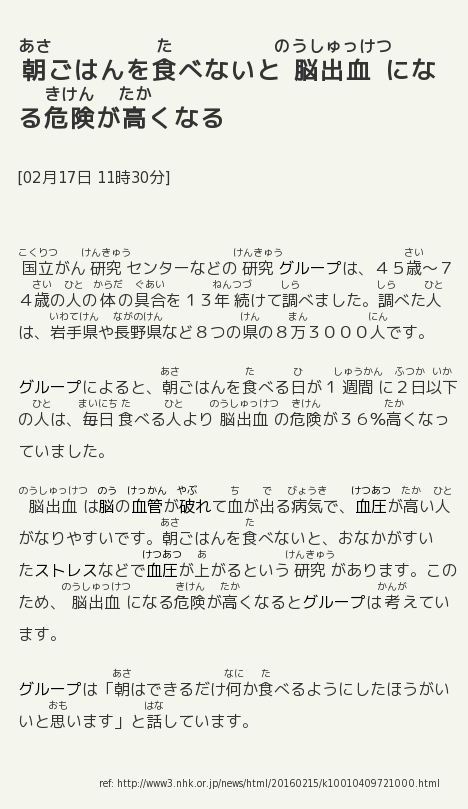 あさ た のうしゅっけつ
朝ごはんを食べないと 脳出血 にな
きけん たか
る危険が高くなる
[02月17日 11時30分]
こくりつ けんきゅう けんきゅう さい
国立がん 研究 センターなどの 研究 グループは、４５歳～７
さい ひと からだ ぐあい ねんつづ しら しら ひと
４歳の人の体の具合を１３年 続けて調べました。調べた人
いわてけん ながのけん けん まん にん
は、岩手県や長野県など８つの県の８万３０００人です。
あさ た ひ しゅうかん ふつか いか
グループによると、朝ごはんを食べる日が１ 週間 に２日以下
ひと まいにち た ひと のうしゅっけつ きけん たか
の人は、毎日 食べる人より 脳出血 の危険が３６％高くなっ
ていました。
のうしゅっけつ のう けっかん やぶ ち で びょうき けつあつ たか ひと
脳出血 は脳の血管が破れて血が出る病気で、血圧が高い人
あさ た
がなりやすいです。朝ごはんを食べないと、おなかがすい
けつあつ あ けんきゅう
たストレスなどで血圧が上がるという 研究 があります。この
のうしゅっけつ きけん たか かんが
ため、 脳出血 になる危険が高くなるとグループは考えてい
ます。
あさ なに た
グループは「朝はできるだけ何か食べるようにしたほうがい
おも はな
いと思います」と話しています。
ref: http://www3.nhk.or.jp/news/html/20160215/k10010409721000.html